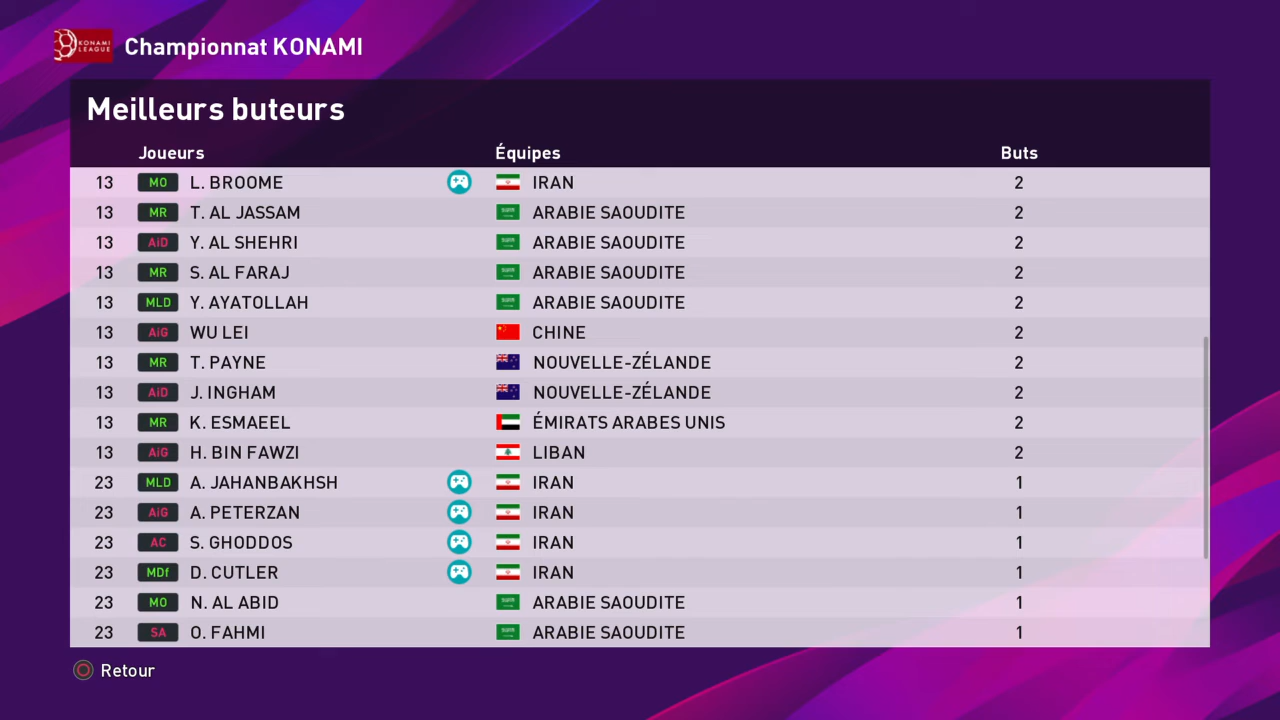 KONAMI LEAGUE Championnat KONAMI
Meilleurs buteurs
Joueurs Équipes Buts
13 MO L. BROOME IRAN 2
13 MR T. AL JASSAM ARABIE SAOUDITE 2
13 AiD Y. AL SHEHRI ARABIE SAOUDITE 2
13 MR S. AL FARAJ ARABIE SAOUDITE 2
13 MLD Y. AYATOLLAH ARABIE SAOUDITE 2
13 AiG WU LEI CHINE 2
13 MR T. PAYNE NOUVELLE-ZÉLANDE 2
13 AiD J. INGHAM NOUVELLE-ZÉLANDE 2
13 MR K. ESMAEEL ÉMIRATS ARABES UNIS 2
13 AiG H. BIN FAWZI LIBAN 2
23 MLD A. JAHANBAKHSH IRAN 1
23 AiG A. PETERZAN IRAN 1
23 AC S. GHODDOS IRAN 1
23 MDf D. CUTLER IRAN 1
23 MO N. AL ABID ARABIE SAOUDITE 1
23 SA O. FAHMI ARABIE SAOUDITE 1
Retour